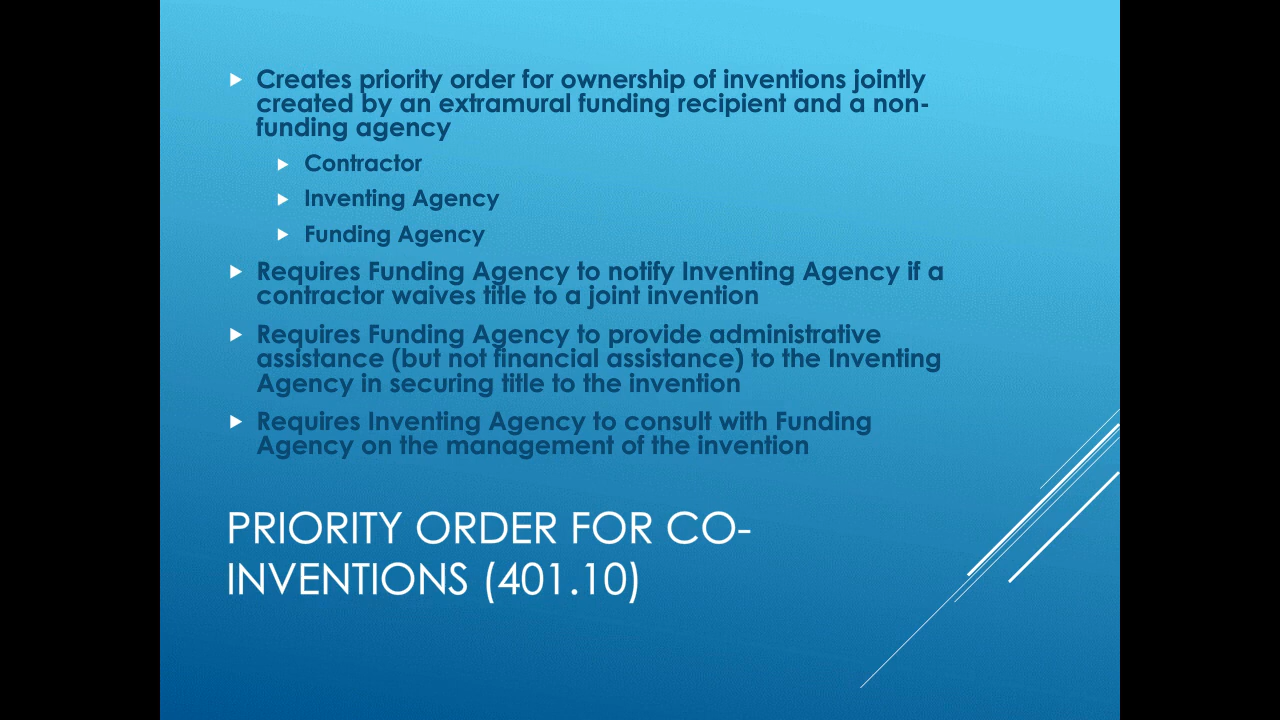 Creates priority order for ownership of inventions jointly
created by an extramural funding recipient and a non-
funding agency
Contractor
Inventing Agency
Funding Agency
Requires Funding Agency to notify Inventing Agency if a
contractor waives title to a joint invention
Requires Funding Agency to provide administrative
assistance (but not financial assistance) to the Inventing
Agency in securing title to the invention
Requires Inventing Agency to consult with Funding
Agency on the management of the invention
PRIORITY ORDER FOR CO-
INVENTIONS (401.10)